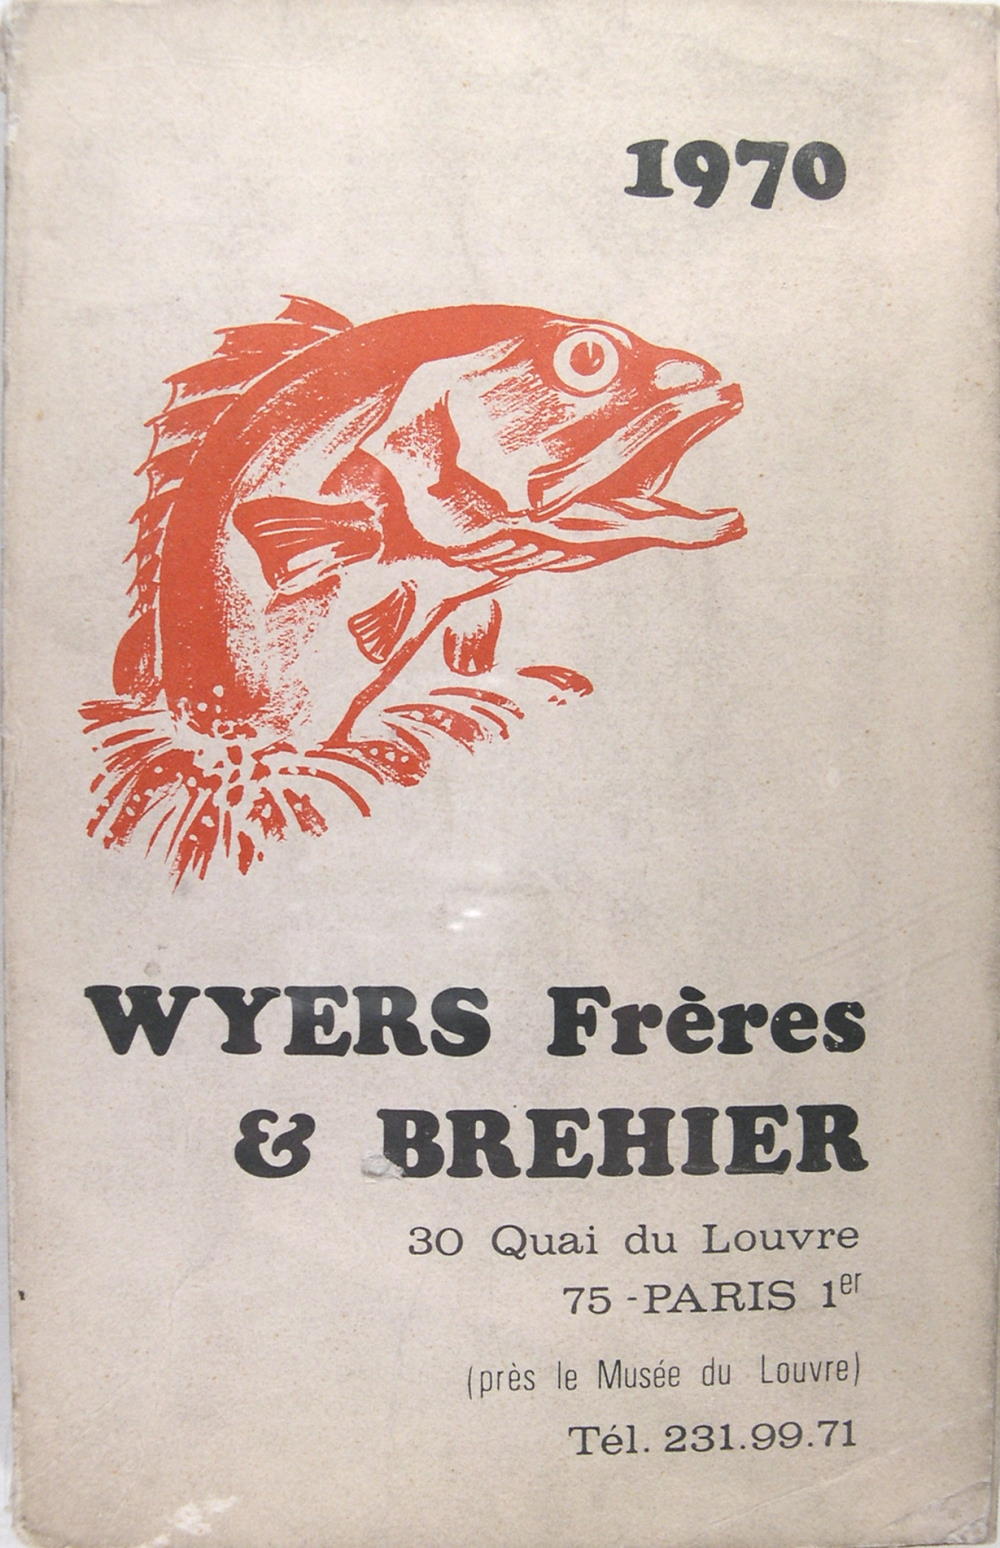 1970
WYERS Frères
& BREHIER
30 Quai du Louvre
75 - PARIS 1er
(près le Musée du Louvre)
Tél. 231.99.71